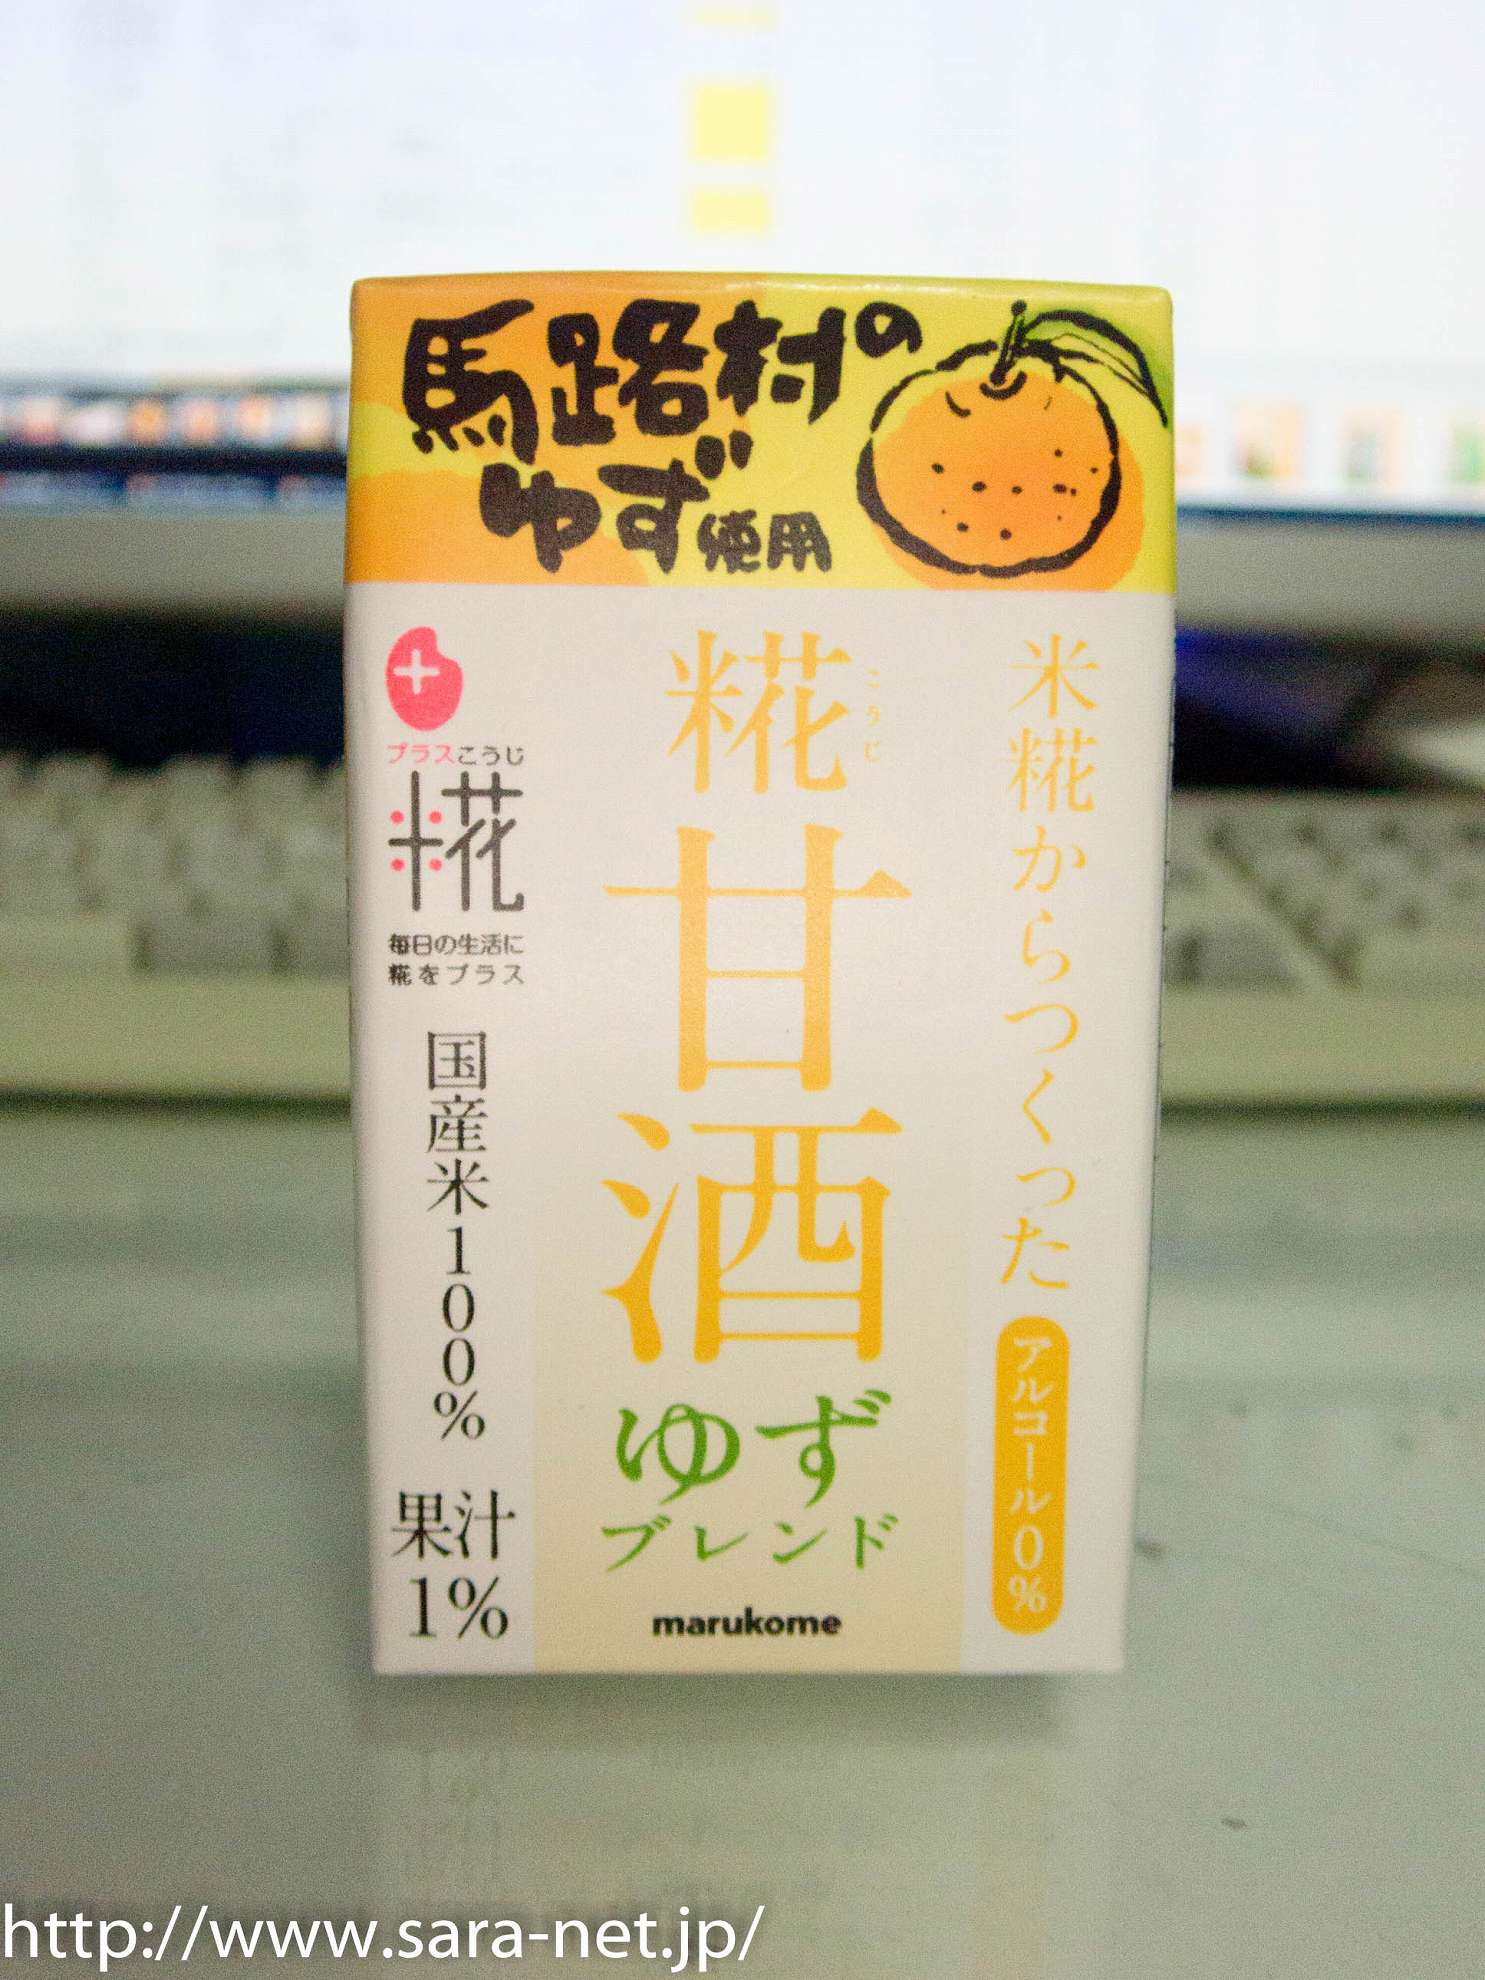 馬路村の
ゆず使用
米糀からつくった
アルコール0%
糀
こうじ
甘酒
ゆず
ブレンド
marukome
プラスこうじ
糀
毎日の生活に
糀をプラス
国産米100%
果汁
1%
http://www.sara-net.jp/